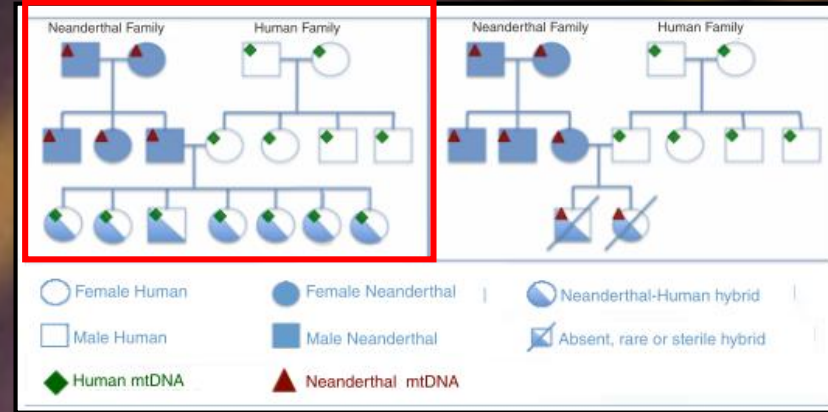 Neanderthal Family Human Family Neanderthal Family Human Family
Female Human Female Neanderthal Neanderthal-Human hybrid
Male Human Male Neanderthal Absent, rare or sterile hybrid
Human mtDNA Neanderthal mtDNA